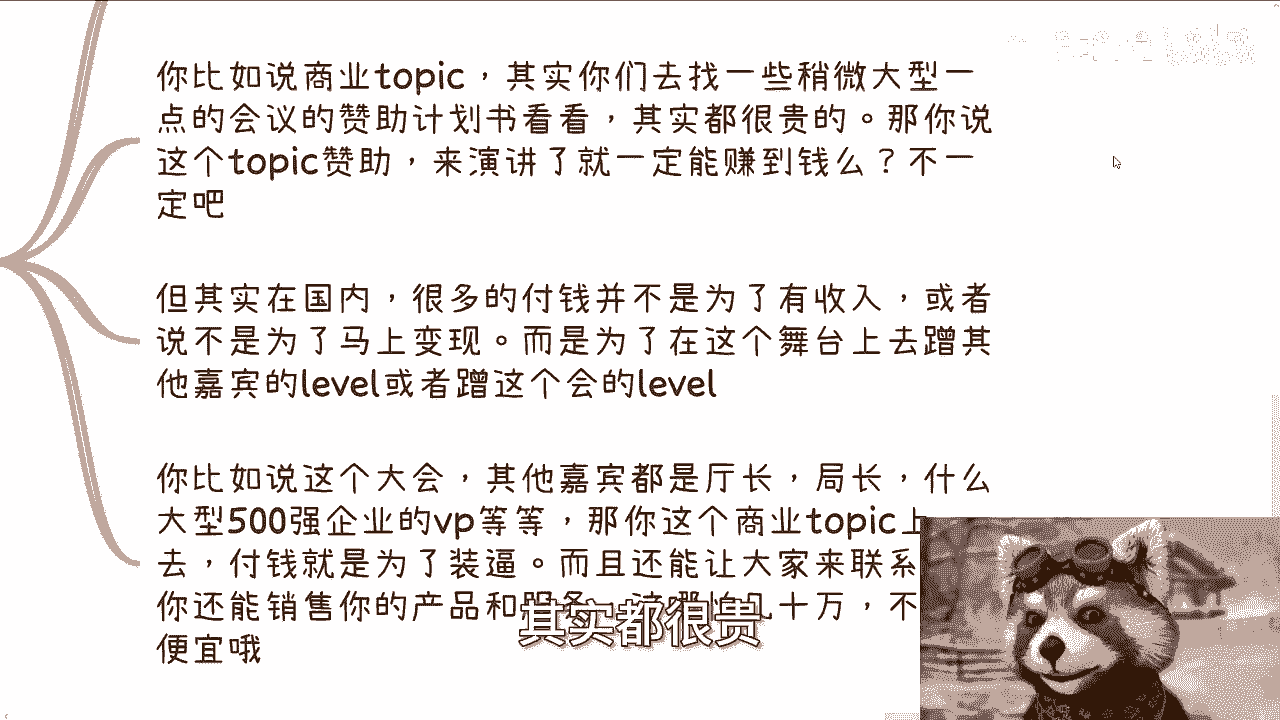 你比如说商业topic，其实你们去找一些稍微大型一
点的会议的赞助计划书看看，其实都很贵的。那你说
这个topic赞助，来演讲了就一定能赚到钱么？不一
定吧
但其实在国内，很多的付钱并不是为了有收入，或者
说不是为了马上变现。而是为了在这个舞台上去蹭其
他嘉宾的level或者蹭这个会的level
你比如说这个大会，其他嘉宾都是厅长，局长，什么
大型500强企业的vp等等，那你这个商业topic上
去，付钱就是为了装逼。而且还能让大家来联系
你还能销售你的产品和 几十万，不
便宜哦
其实都很贵